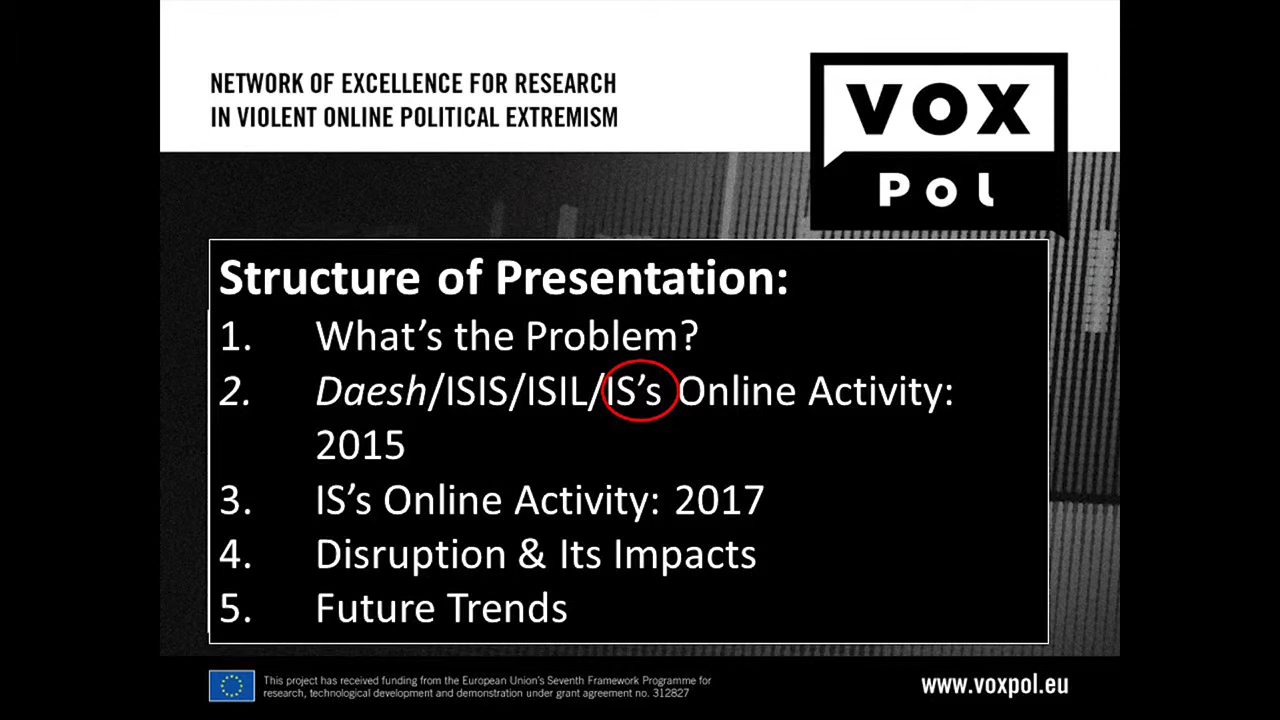 NETWORK OF EXCELLENCE FOR RESEARCH
IN VIOLENT ONLINE POLITICAL EXTREMISM
VOX
Pol
Structure of Presentation:
1. What's the Problem?
2. Daesh/ISIS/ISIL/IS's Online Activity:
2015
3. IS's Online Activity: 2017
4. Disruption & Its Impacts
5. Future Trends
This project has received funding from the European Union's Seventh Framework Programme for
research, technological development and demonstration under grant agreement no. 312827
www.voxpol.eu